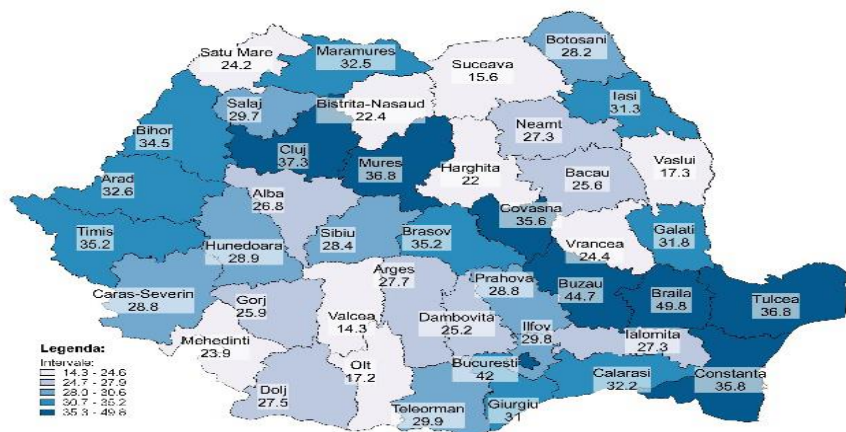 Satu Mare
24.2
Maramures
32.5
Suceava
15.6
Botosani
28.2
Salaj
29.7
Bistrita-Nasaud
22.4
Iasi
31.3
Neamt
27.3
Bihor
34.5
Cluj
37.3
Mures
36.8
Harghita
22
Bacau
25.6
Vaslui
17.3
Arad
32.6
Alba
26.8
Covasna
35.6
Timis
35.2
Hunedoara
28.9
Sibiu
28.4
Brasov
35.2
Vrancea
24.4
Galati
31.8
Arges
27.7
Prahova
28.8
Buzau
44.7
Braila
49.8
Tulcea
36.8
Caras-Severin
28.8
Gorj
25.9
Valcea
14.3
Dambovita
25.2
Ilfov
29.8
Ialomita
27.3
Mehedinti
23.9
Olt
17.2
Bucuresti
42
Calarasi
32.2
Constanta
35.8
Dolj
27.5
Teleorman
29.9
Giurgiu
31
Legenda:
Intervale:
14.3 - 24.6
24.7 - 27.9
30.7 - 35.2
35.3 - 49.8